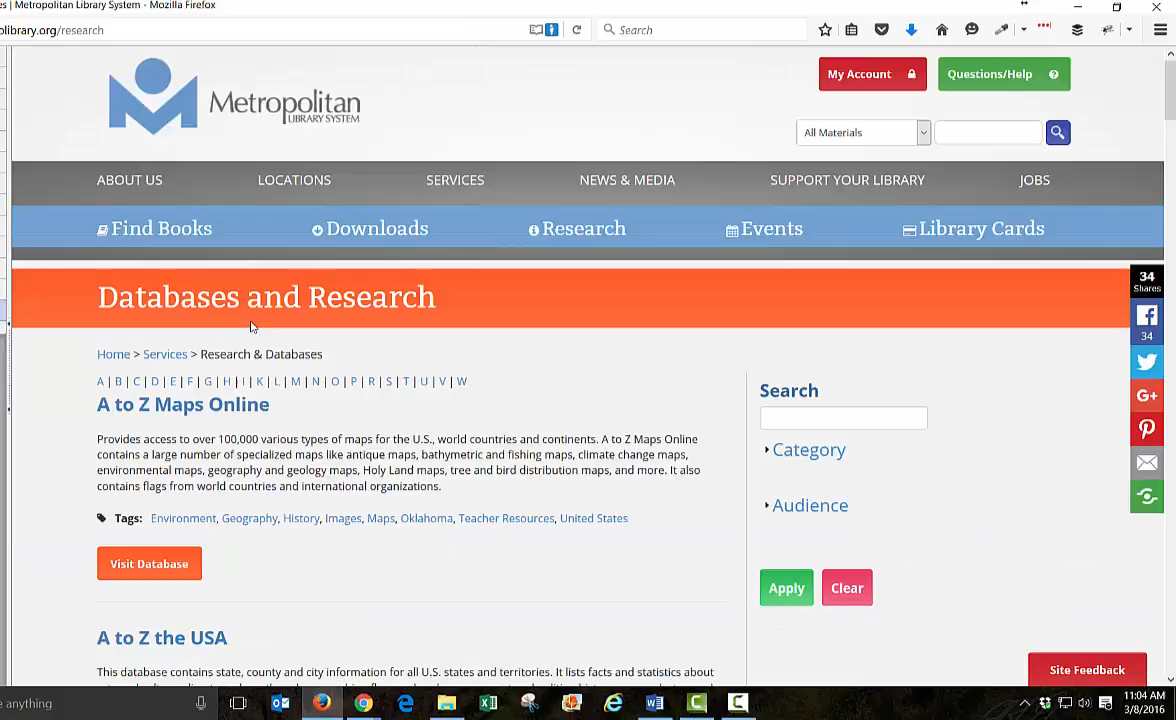 es | Metropolitan Library System - Mozilla Firefox
olibrary.org/research
Search
My Account
Questions/Help
Metropolitan
LIBRARY SYSTEM
All Materials
ABOUT US LOCATIONS SERVICES NEWS & MEDIA SUPPORT YOUR LIBRARY JOBS
Find Books Downloads Research Events Library Cards
Databases and Research
34
Shares
34
Home > Services > Research & Databases
A | B | C | D | E | F | G | H | I | K | L | M | N | O | P | R | S | T | U | V | W
A to Z Maps Online
Provides access to over 100,000 various types of maps for the U.S., world countries and continents. A to Z Maps Online
contains a large number of specialized maps like antique maps, bathymetric and fishing maps, climate change maps,
environmental maps, geography and geology maps, Holy Land maps, tree and bird distribution maps, and more. It also
contains flags from world countries and international organizations.
Tags: Environment, Geography, History, Images, Maps, Oklahoma, Teacher Resources, United States
Visit Database
A to Z the USA
This database contains state, county and city information for all U.S. states and territories. It lists facts and statistics about
Search
Category
Audience
Apply Clear
Site Feedback
e anything
11:04 AM
3/8/2016